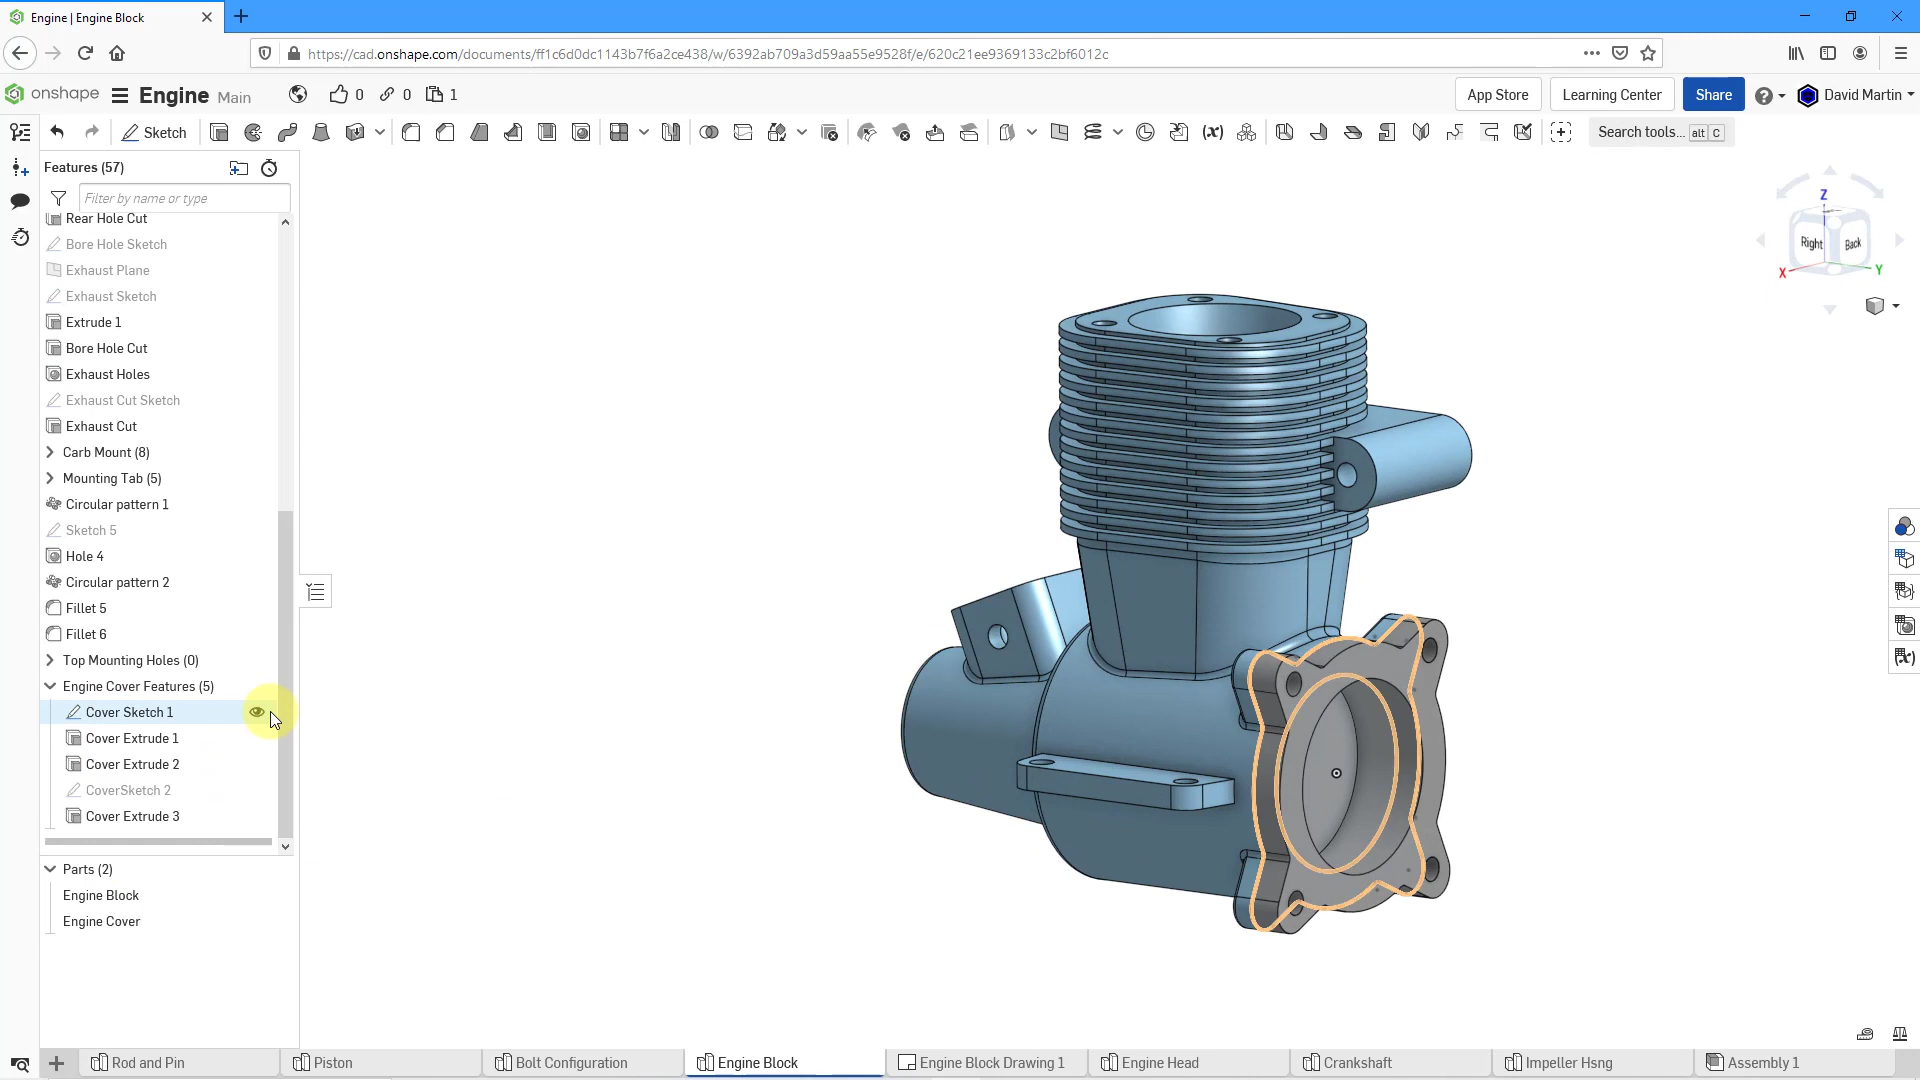 Engine | Engine Block
https://cad.onshape.com/documents/ff1c6d0dc1143b7f6a2ce438/w/6392ab709a3d59aa55e9528f/e/620c21ee9369133c2bf6012c
onshape Engine Main 0 0 1 App Store Learning Center Share David Martin
Sketch Search tools... alt C
Features (57)
Filter by name or type
Rear Hole Cut
Bore Hole Sketch
Exhaust Plane
Exhaust Sketch
Extrude 1
Bore Hole Cut
Exhaust Holes
Exhaust Cut Sketch
Exhaust Cut
Carb Mount (8)
Mounting Tab (5)
Circular pattern 1
Sketch 5
Hole 4
Circular pattern 2
Fillet 5
Fillet 6
Top Mounting Holes (0)
Engine Cover Features (5)
Cover Sketch 1
Cover Extrude 1
Cover Extrude 2
CoverSketch 2
Cover Extrude 3
Parts (2)
Engine Block
Engine Cover
Z
Right Back
X Y
Rod and Pin Piston Bolt Configuration Engine Block Engine Block Drawing 1 Engine Head Crankshaft Impeller Hsng Assembly 1